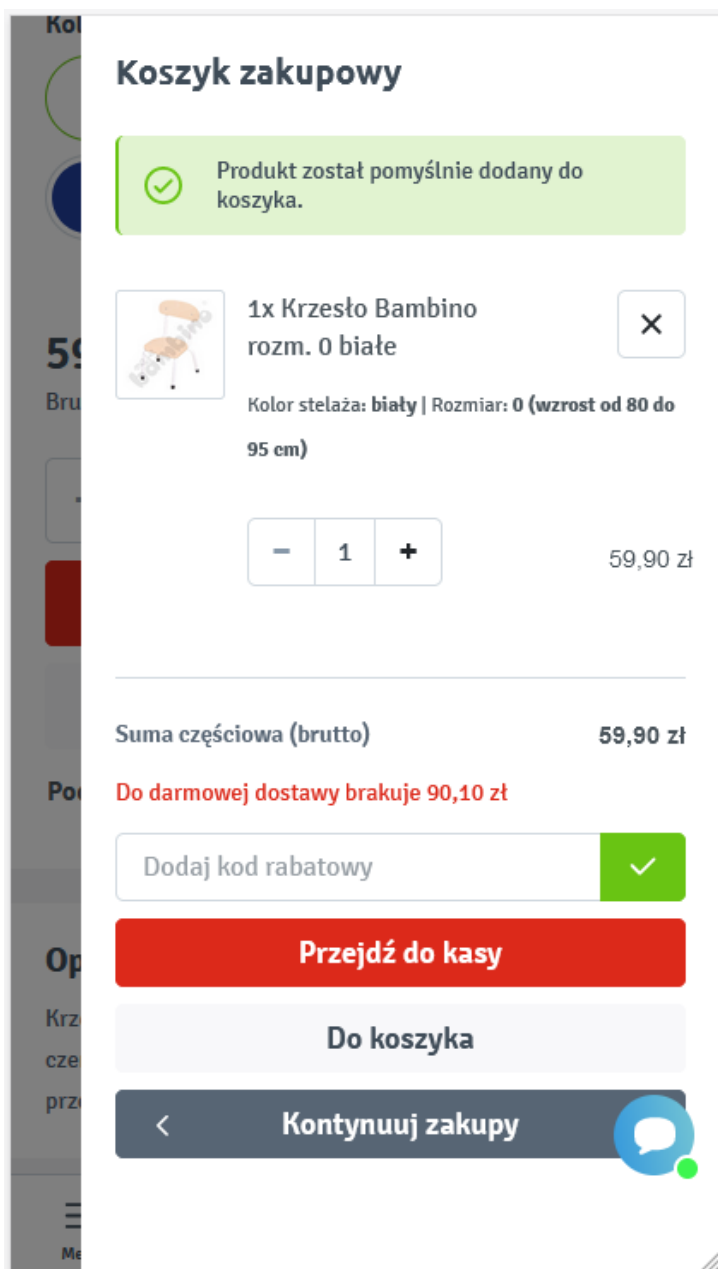 Koszyk zakupowy
Produkt został pomyślnie dodany do
koszyka.
1x Krzesło Bambino
rozm. 0 białe
Kolor stelaża: biały | Rozmiar: 0 (wzrost od 80 do
95 cm)
bambino
1
59,90 zł
Suma częściowa (brutto) 59,90 zł
Do darmowej dostawy brakuje 90,10 zł
Dodaj kod rabatowy
Przejdź do kasy
Do koszyka
Kontynuuj zakupy